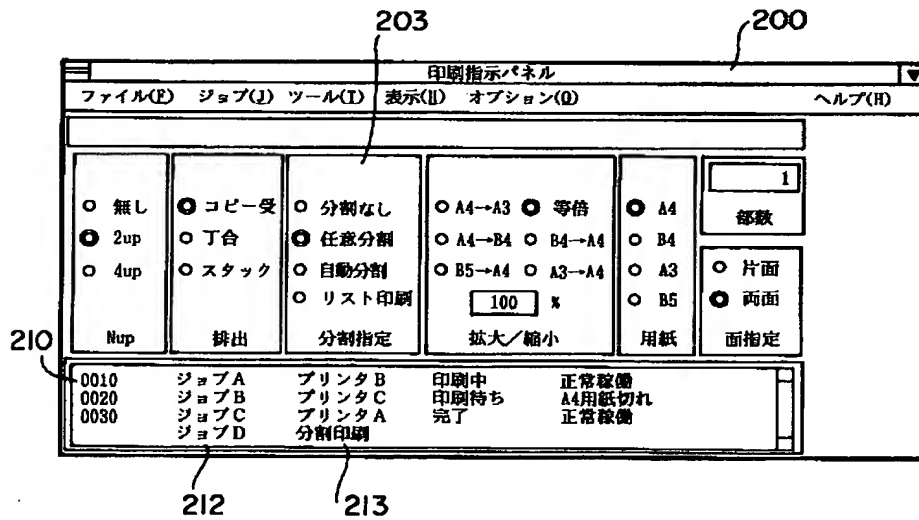 203
200
印刷指示パネル
ファイル(F) ジョブ(J) ツール(T) 表示(U) オプション(O) ヘルプ(H)
無し
2up
4up
Nup
コピー受
丁合
スタック
排出
分割なし
任意分割
自動分割
リスト印刷
分割指定
A4→A3 等倍
A4→B4 B4→A4
B5→A4 A3→A4
100 %
拡大/縮小
A4
B4
A3
B5
用紙
1
部数
片面
両面
面指定
210
0010 ジョブA プリンタB 印刷中 正常稼働
0020 ジョブB プリンタC 印刷待ち A4用紙切れ
0030 ジョブC プリンタA 完了 正常稼働
ジョブD 分割印刷
212
213